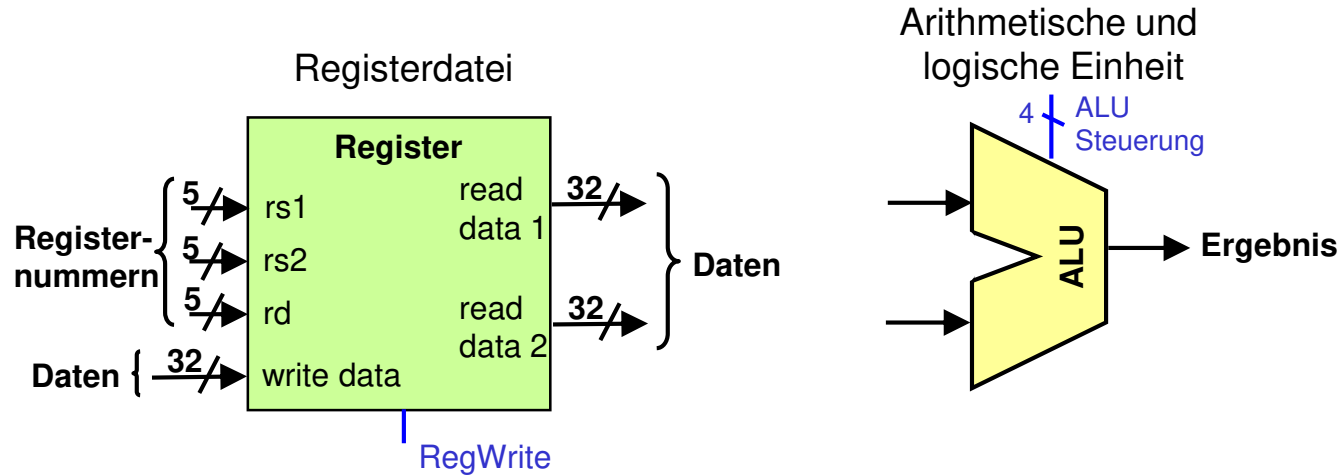 Registerdatei
Register
Register-
nummern
5
rs1
5
rs2
5
rd
Daten
32
write data
read
data 1
32
read
data 2
32
Daten
RegWrite
Arithmetische und
logische Einheit
4
ALU
Steuerung
ALU
Ergebnis